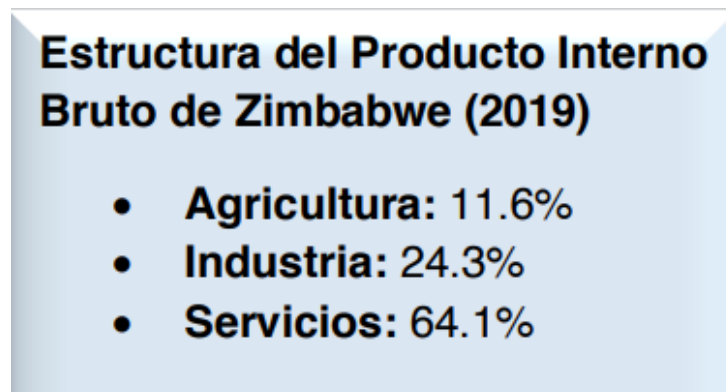 Estructura del Producto Interno
Bruto de Zimbabwe (2019)
• Agricultura: 11.6%
• Industria: 24.3%
• Servicios: 64.1%